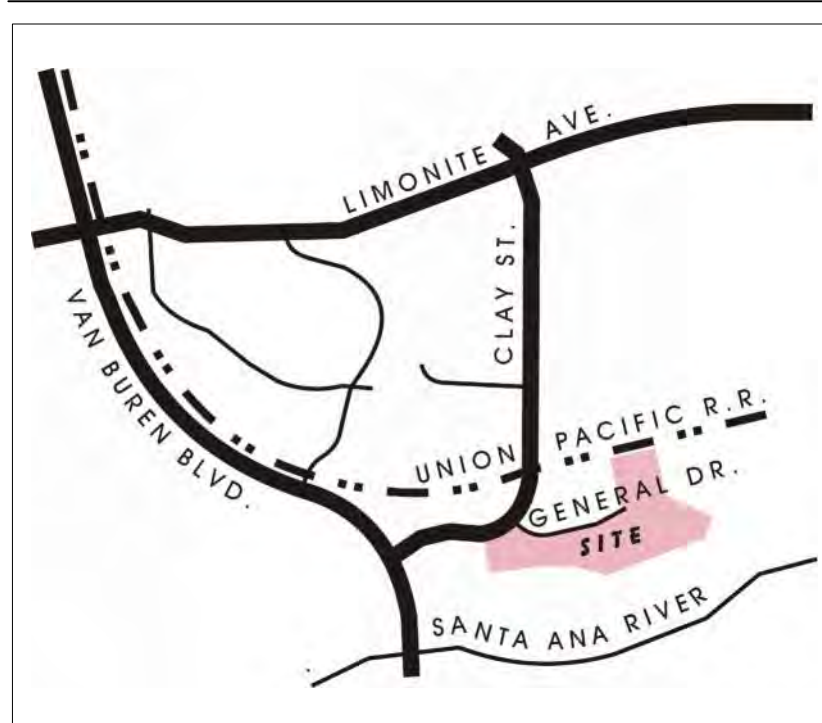 LIMONITE AVE.
CLAY ST.
VAN BUREN BLVD.
UNION PACIFIC R.R.
GENERAL DR.
SITE
SANTA ANA RIVER